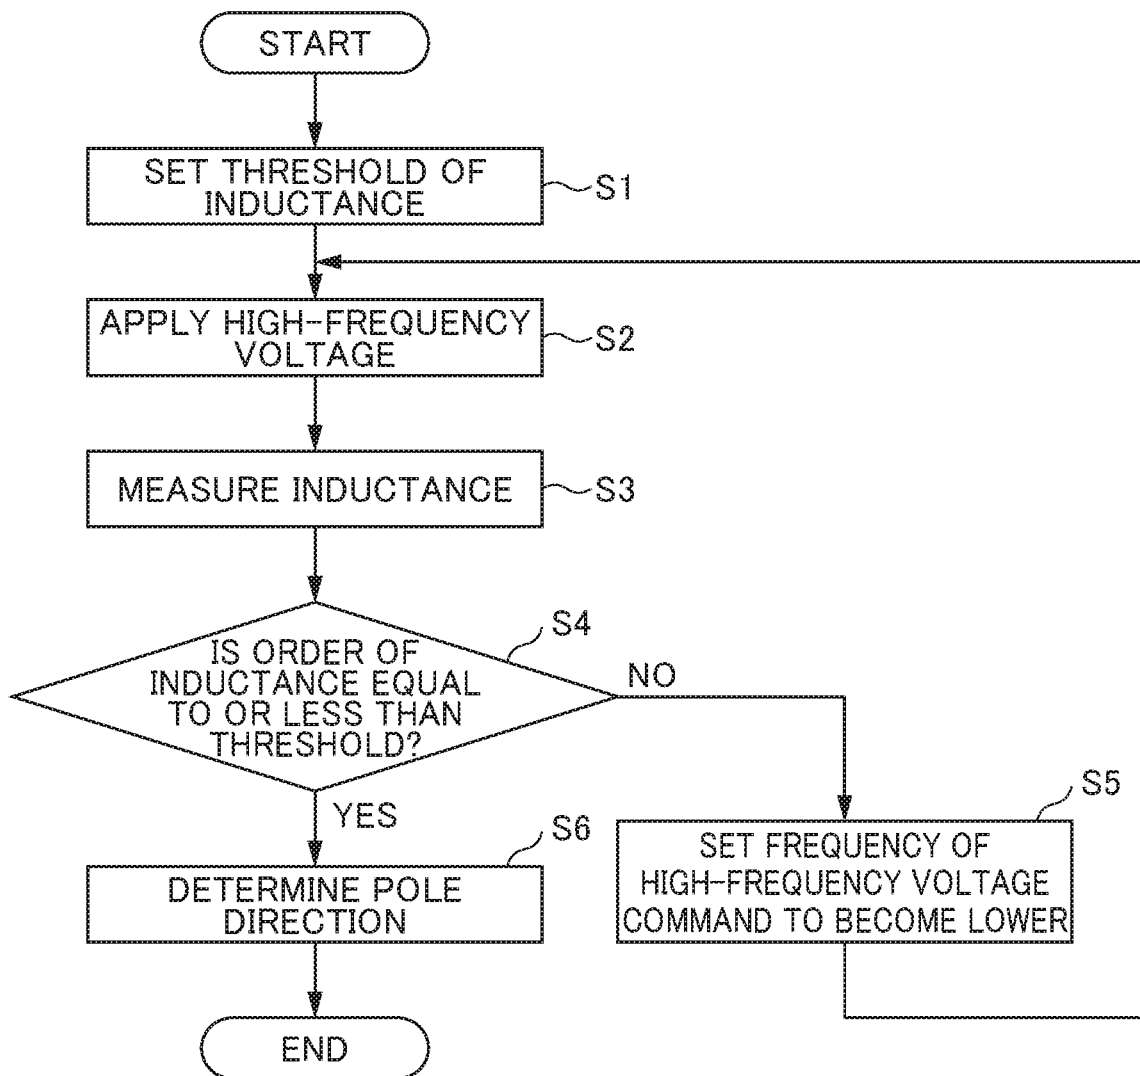 START
SET THRESHOLD OF
INDUCTANCE
S1
APPLY HIGH-FREQUENCY
VOLTAGE
S2
MEASURE INDUCTANCE
S3
IS ORDER OF
INDUCTANCE EQUAL
TO OR LESS THAN
THRESHOLD?
S4
NO
YES
S5
SET FREQUENCY OF
HIGH-FREQUENCY VOLTAGE
COMMAND TO BECOME LOWER
S6
DETERMINE POLE
DIRECTION
END